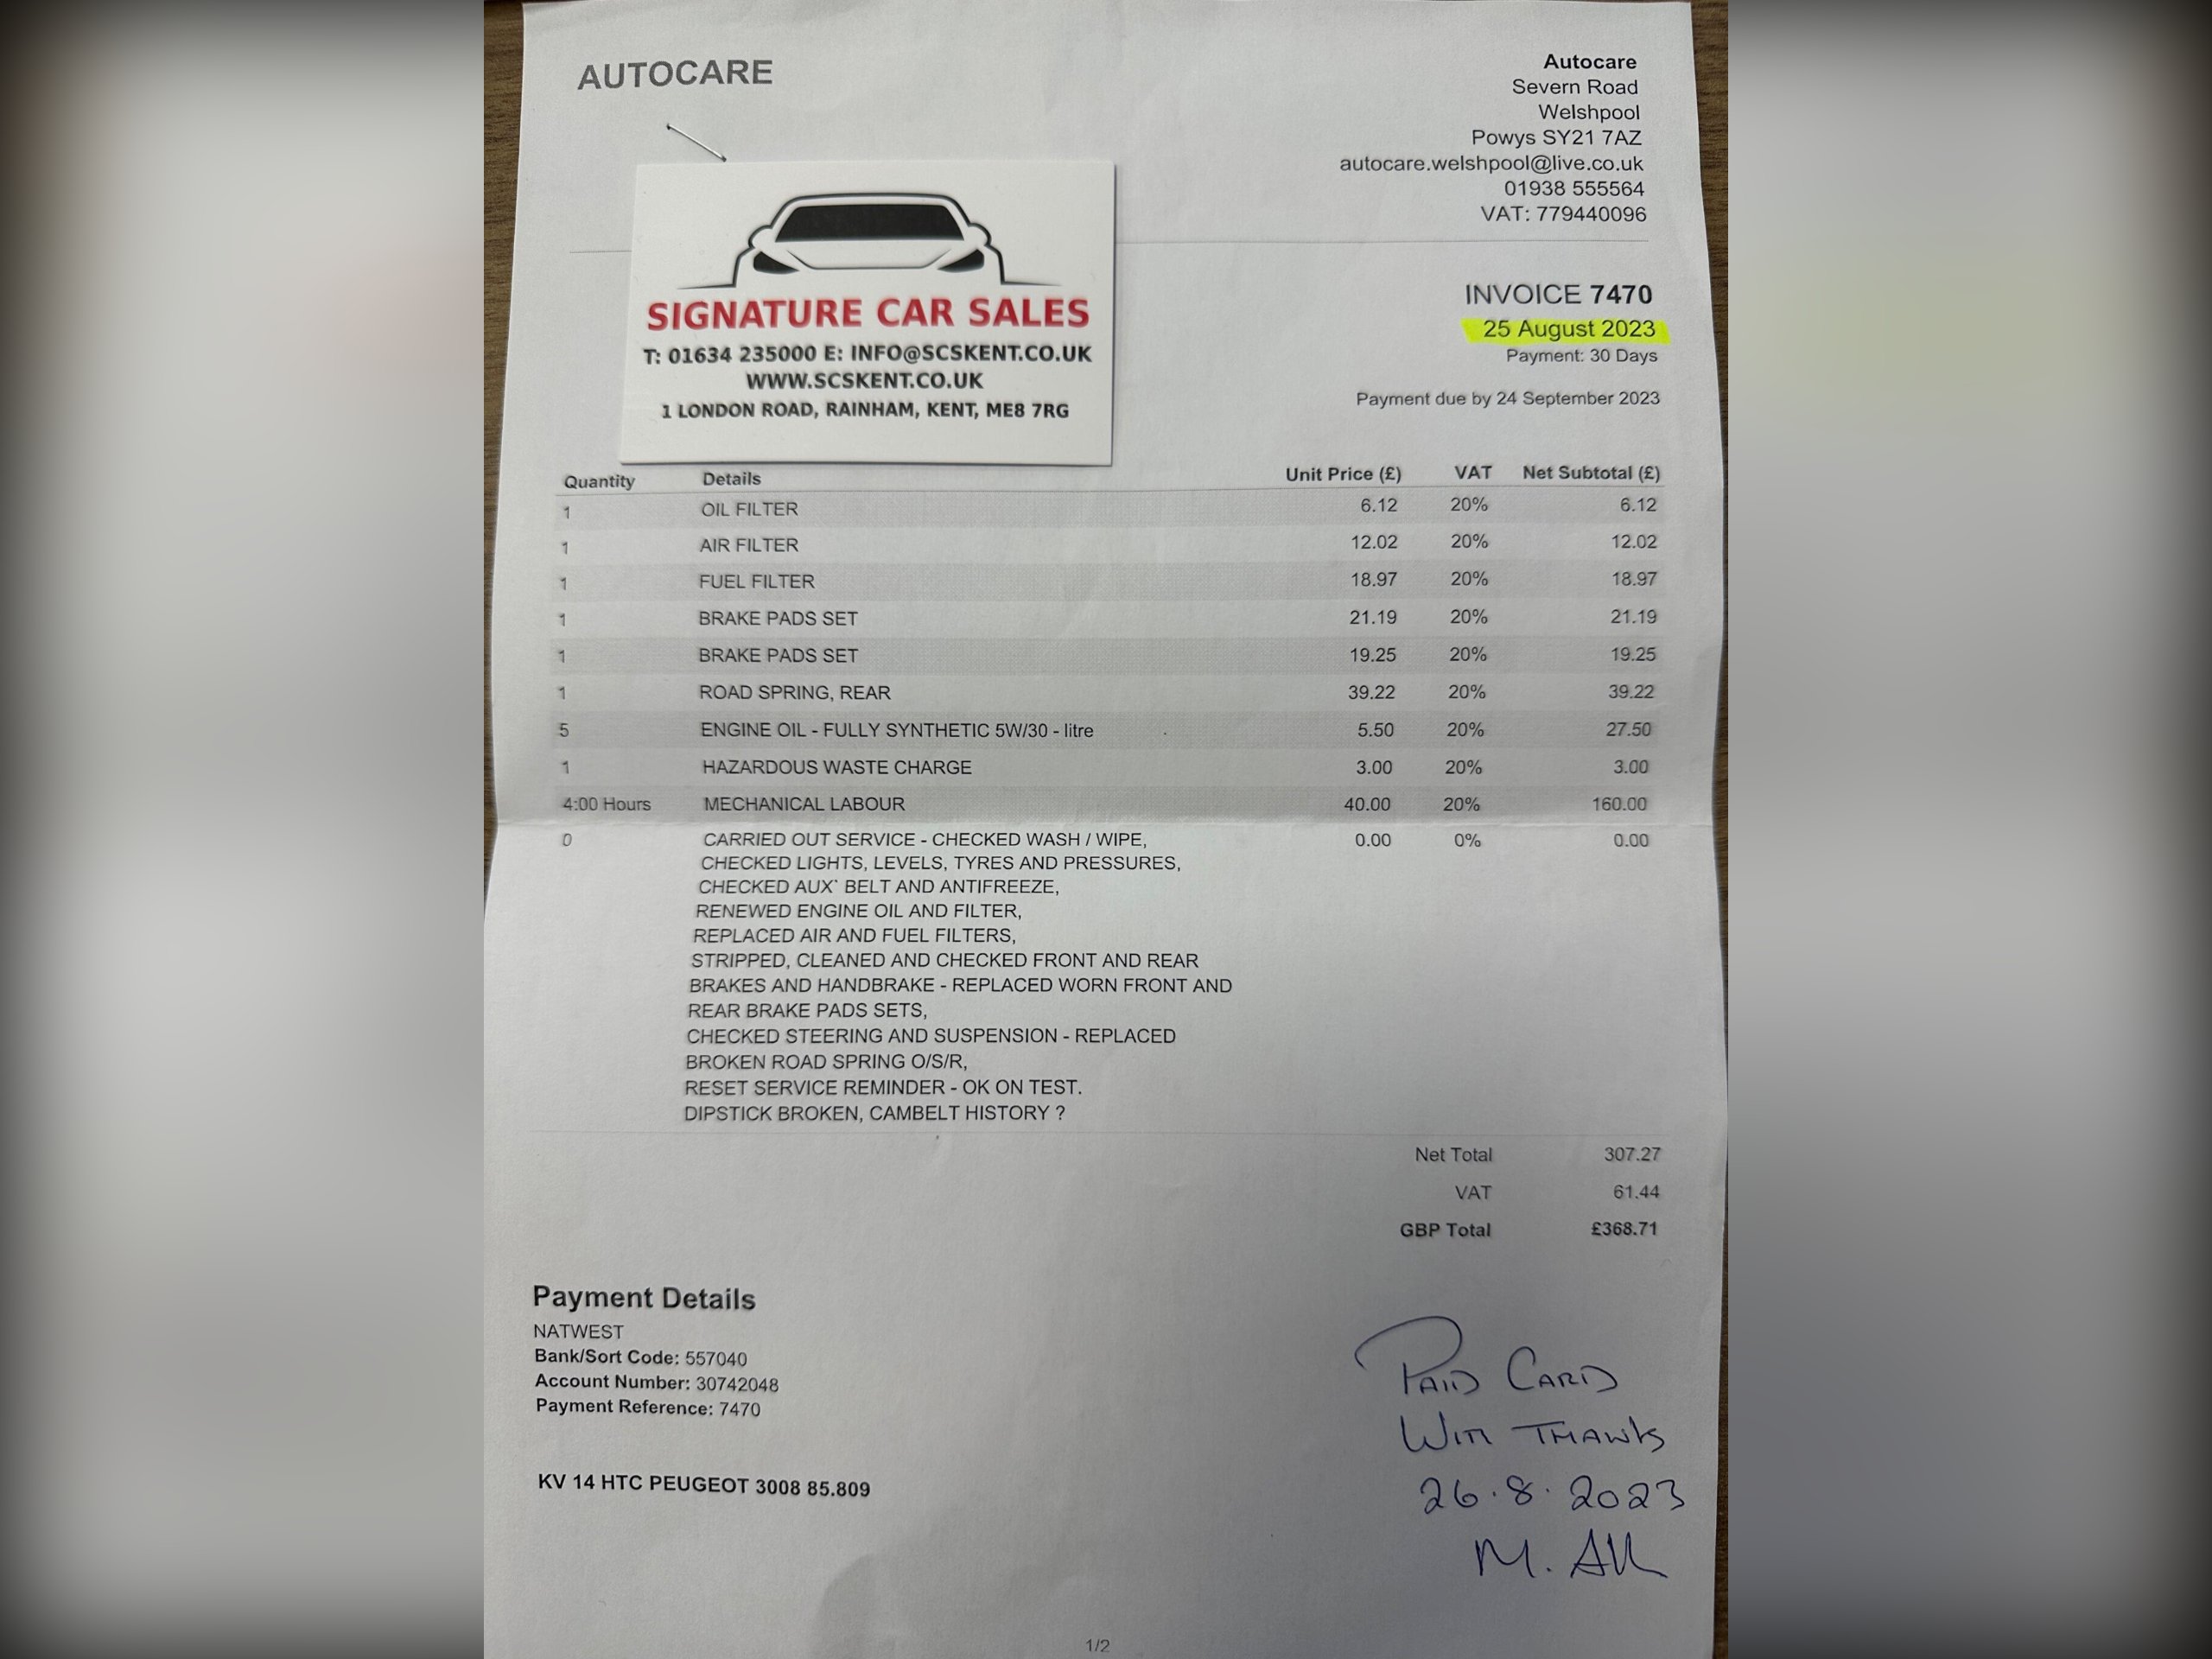 AUTOCARE
Autocare
Severn Road
Welshpool
Powys SY21 7AZ
autocare.welshpool@live.co.uk
01938 555564
VAT: 779440096
SIGNATURE CAR SALES
T: 01634 235000 E: INFO@SCSKENT.CO.UK
WWW.SCSKENT.CO.UK
1 LONDON ROAD, RAINHAM, KENT, ME8 7RG
INVOICE 7470
25 August 2023
Payment: 30 Days
Payment due by 24 September 2023
Quantity Details Unit Price (£) VAT Net Subtotal (£)
1 OIL FILTER 6.12 20% 6.12
1 AIR FILTER 12.02 20% 12.02
1 FUEL FILTER 18.97 20% 18.97
1 BRAKE PADS SET 21.19 20% 21.19
1 BRAKE PADS SET 19.25 20% 19.25
1 ROAD SPRING, REAR 39.22 20% 39.22
5 ENGINE OIL - FULLY SYNTHETIC 5W/30 - litre 5.50 20% 27.50
1 HAZARDOUS WASTE CHARGE 3.00 20% 3.00
4:00 Hours MECHANICAL LABOUR 40.00 20% 160.00
0 CARRIED OUT SERVICE - CHECKED WASH / WIPE, 0.00 0% 0.00
CHECKED LIGHTS, LEVELS, TYRES AND PRESSURES,
CHECKED AUX' BELT AND ANTIFREEZE,
RENEWED ENGINE OIL AND FILTER,
REPLACED AIR AND FUEL FILTERS,
STRIPPED, CLEANED AND CHECKED FRONT AND REAR
BRAKES AND HANDBRAKE - REPLACED WORN FRONT AND
REAR BRAKE PADS SETS,
CHECKED STEERING AND SUSPENSION - REPLACED
BROKEN ROAD SPRING O/S/R,
RESET SERVICE REMINDER - OK ON TEST.
DIPSTICK BROKEN, CAMBELT HISTORY ?
Net Total 307.27
VAT 61.44
GBP Total £368.71
Payment Details
NATWEST
Bank/Sort Code: 557040
Account Number: 30742048
Payment Reference: 7470
KV 14 HTC PEUGEOT 3008 85.809
PAID CARD
WITH THANKS
26.8.2023
M.
1/2